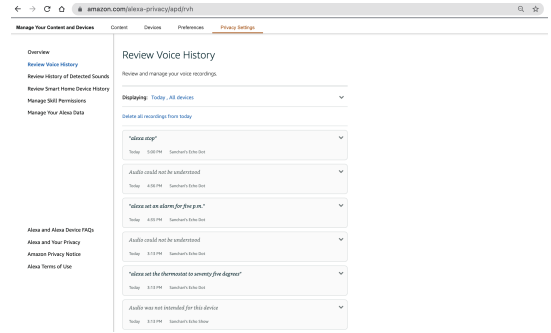 amazon.com/alexa-privacy/apd/rvh
Manage Your Content and Devices
Content
Devices
Preferences
Privacy Settings
Overview
Review Voice History
Review History of Detected Sounds
Review Smart Home Device History
Manage Skill Permissions
Manage Your Alexa Data
Alexa and Alexa Device FAQs
Alexa and Your Privacy
Amazon Privacy Notice
Alexa Terms of Use
Review Voice History
Review and manage your voice recordings.
Displaying: Today , All devices
Delete all recordings from today
"alexa stop"
Today 5:00 PM Sanchari's Echo Dot
Audio could not be understood
Today 4:50 PM Sanchari's Echo Dot
"alexa set an alarm for five p.m."
Today Sanchari's Echo Dot
Audio could not be understood
Today 3:13 PM Sanchari's Echo Dot
"alexa set the thermostat to seventy five degrees"
Today 3:13 PM Sanchari's Echo Dot
Audio was not intended for this device
Today 3:13 PM Sanchari's Echo Show